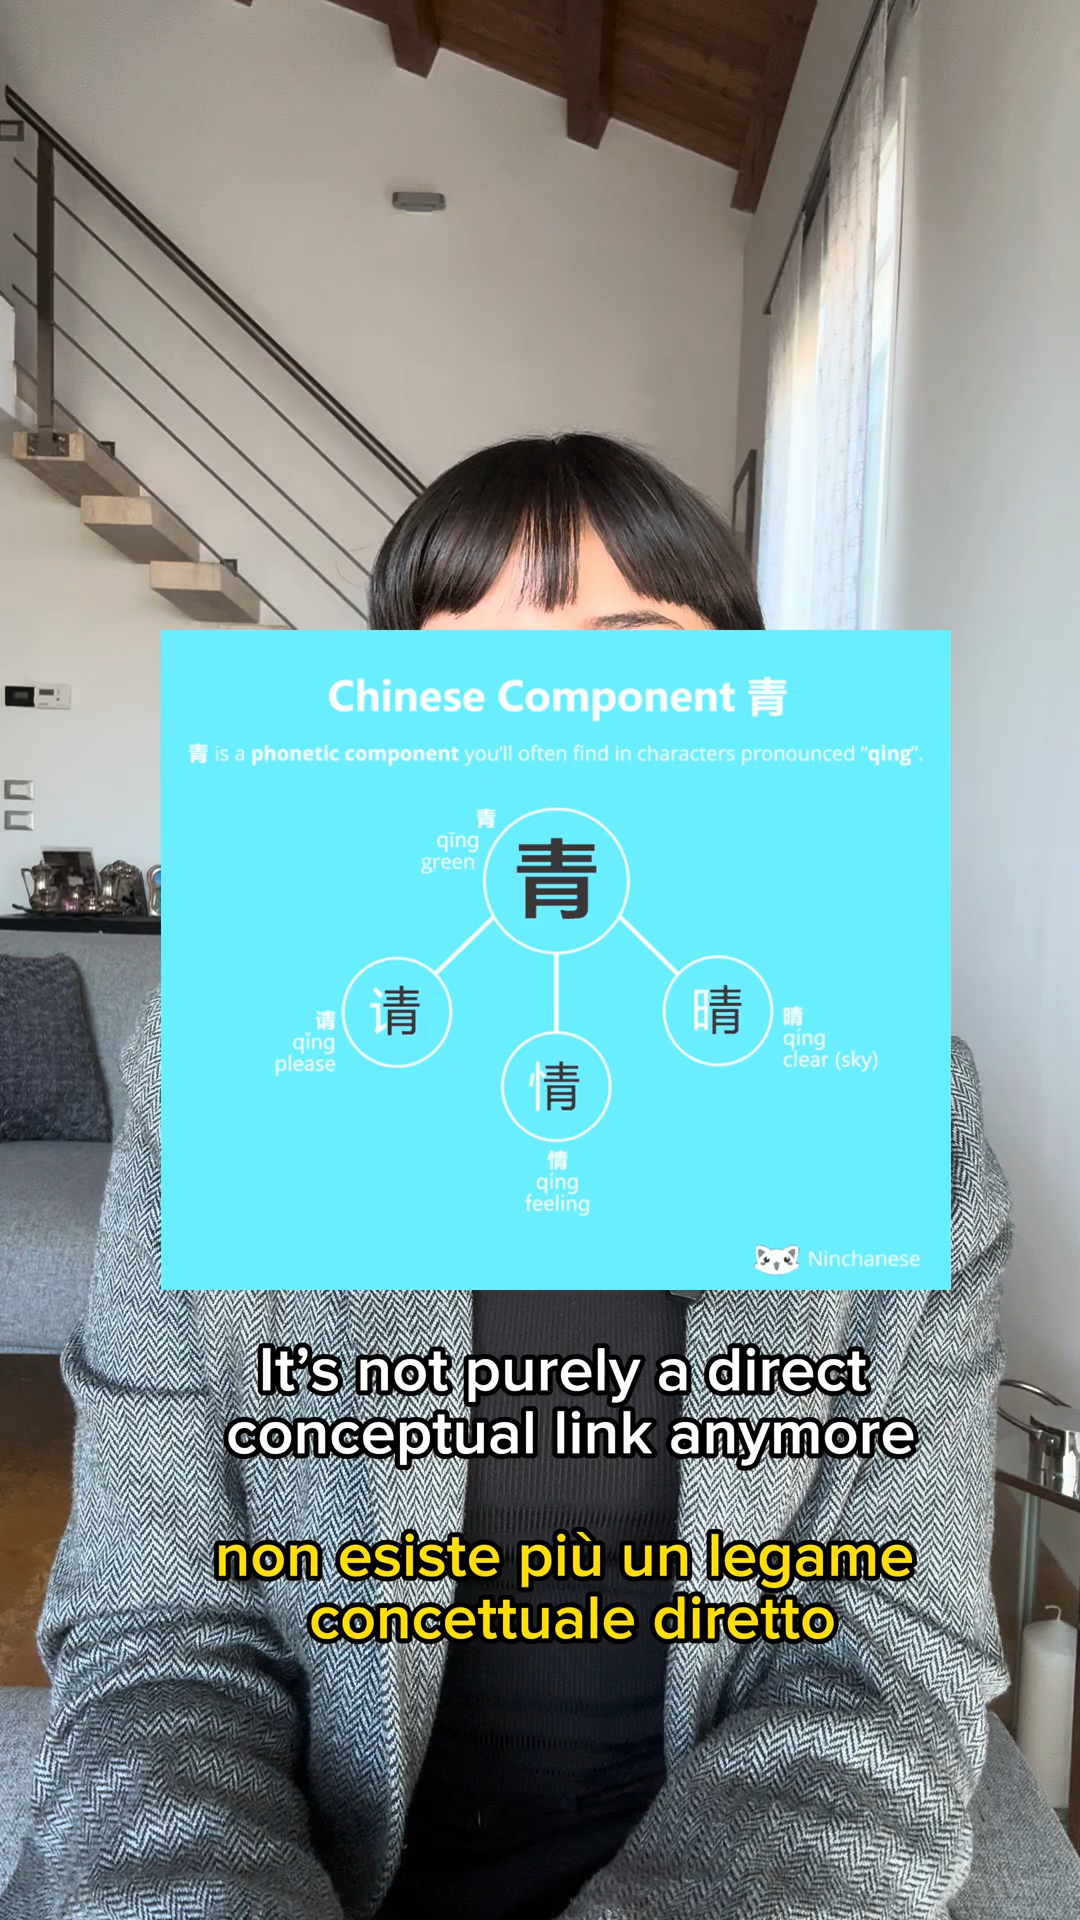 Chinese Component 青
青 is a phonetic component you'll often find in characters pronounced "qing".
青
qīng
green
青
请
请
qǐng
please
晴
晴
qíng
clear (sky)
情
情
qíng
feeling
Ninchanese
It's not purely a direct
conceptual link anymore
non esiste più un legame
concettuale diretto